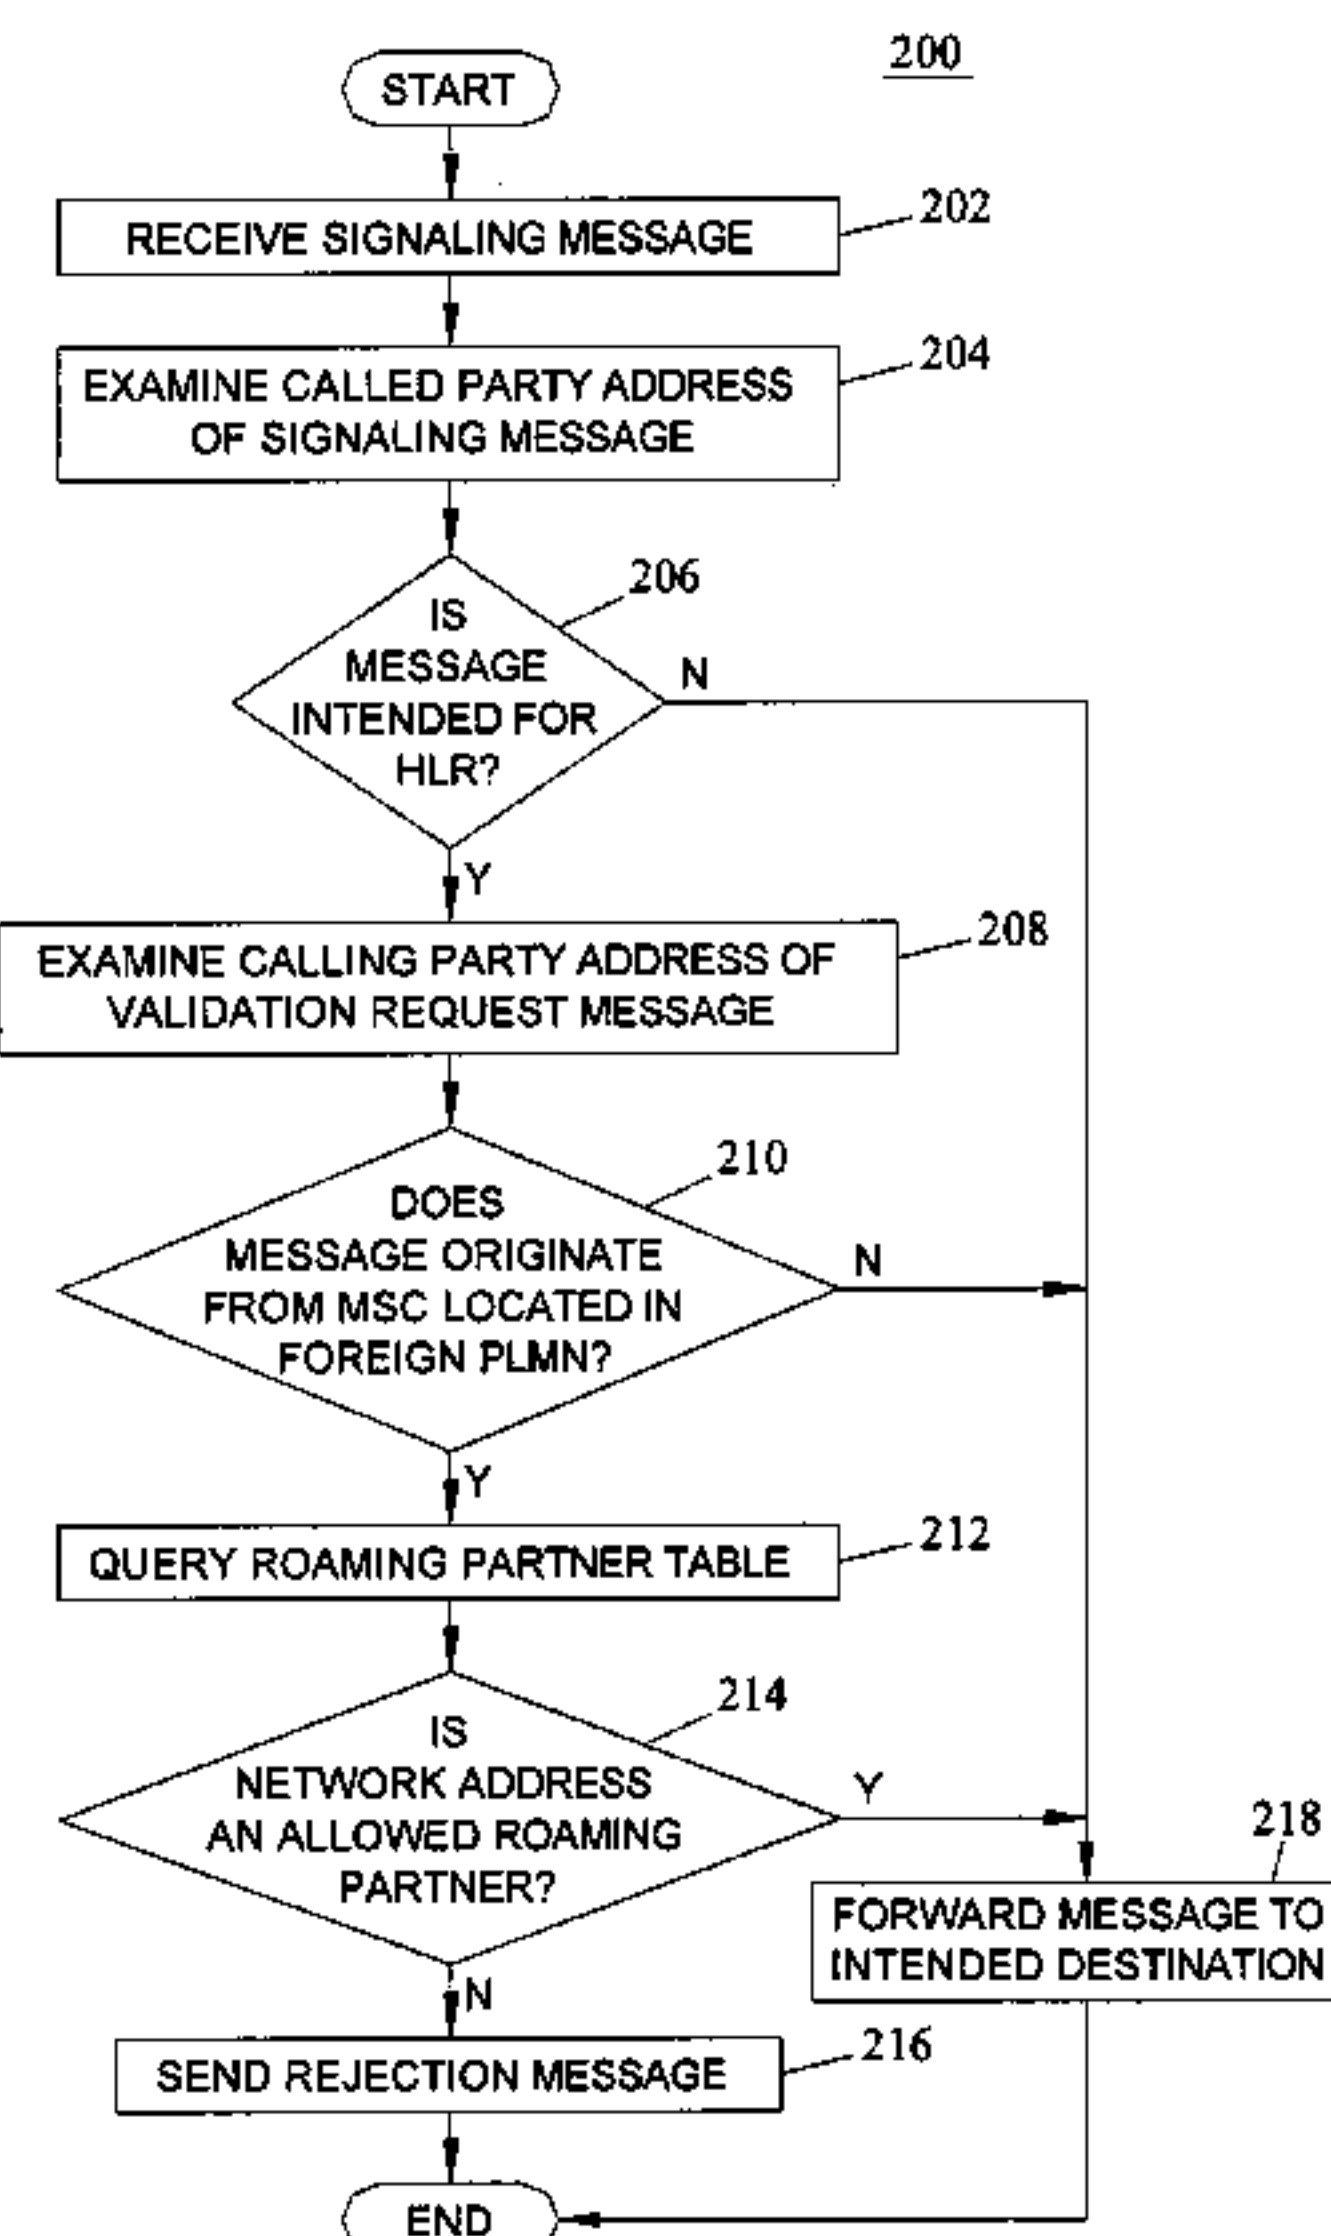 200
START
RECEIVE SIGNALING MESSAGE
202
EXAMINE CALLED PARTY ADDRESS
OF SIGNALING MESSAGE
204
IS
MESSAGE
INTENDED FOR
HLR?
206
N
Y
EXAMINE CALLING PARTY ADDRESS OF
VALIDATION REQUEST MESSAGE
208
DOES
MESSAGE ORIGINATE
FROM MSC LOCATED IN
FOREIGN PLMN?
210
N
Y
QUERY ROAMING PARTNER TABLE
212
IS
NETWORK ADDRESS
AN ALLOWED ROAMING
PARTNER?
214
Y
N
218
FORWARD MESSAGE TO
INTENDED DESTINATION
SEND REJECTION MESSAGE
216
END